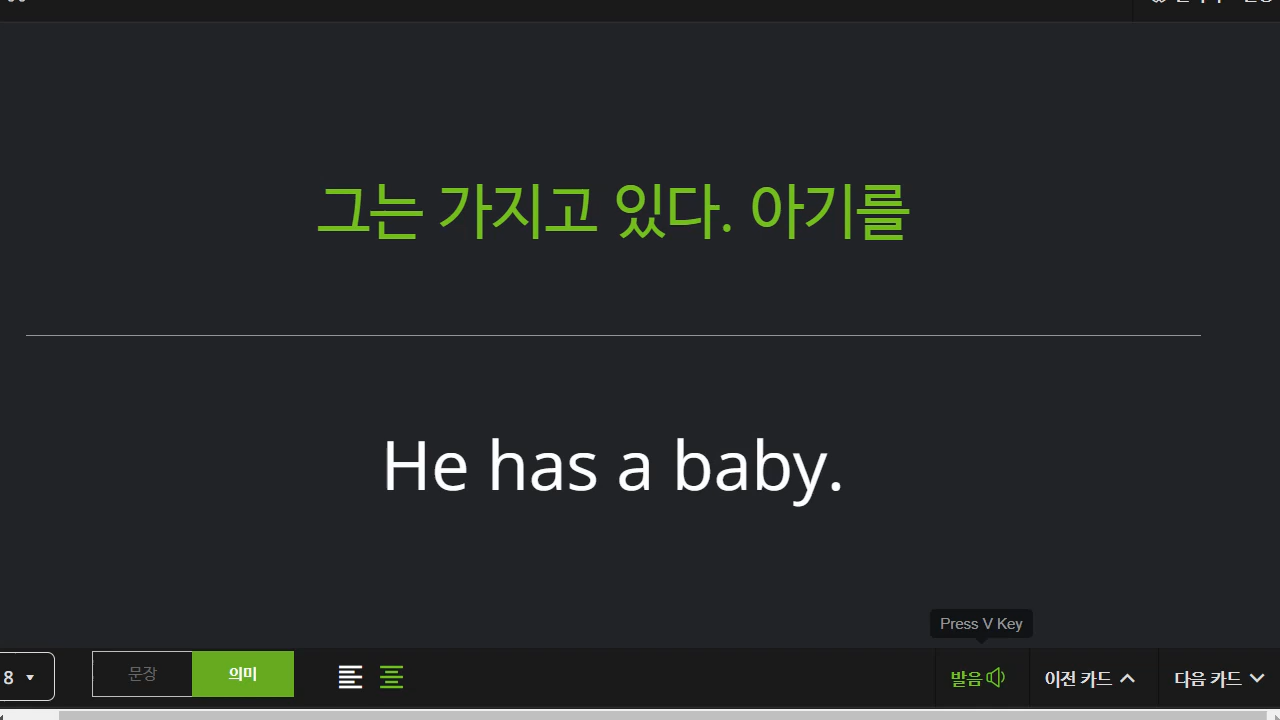 그는 가지고 있다. 아기를
He has a baby.
Press V Key
8
문장
의미
발음
이전 카드
다음 카드